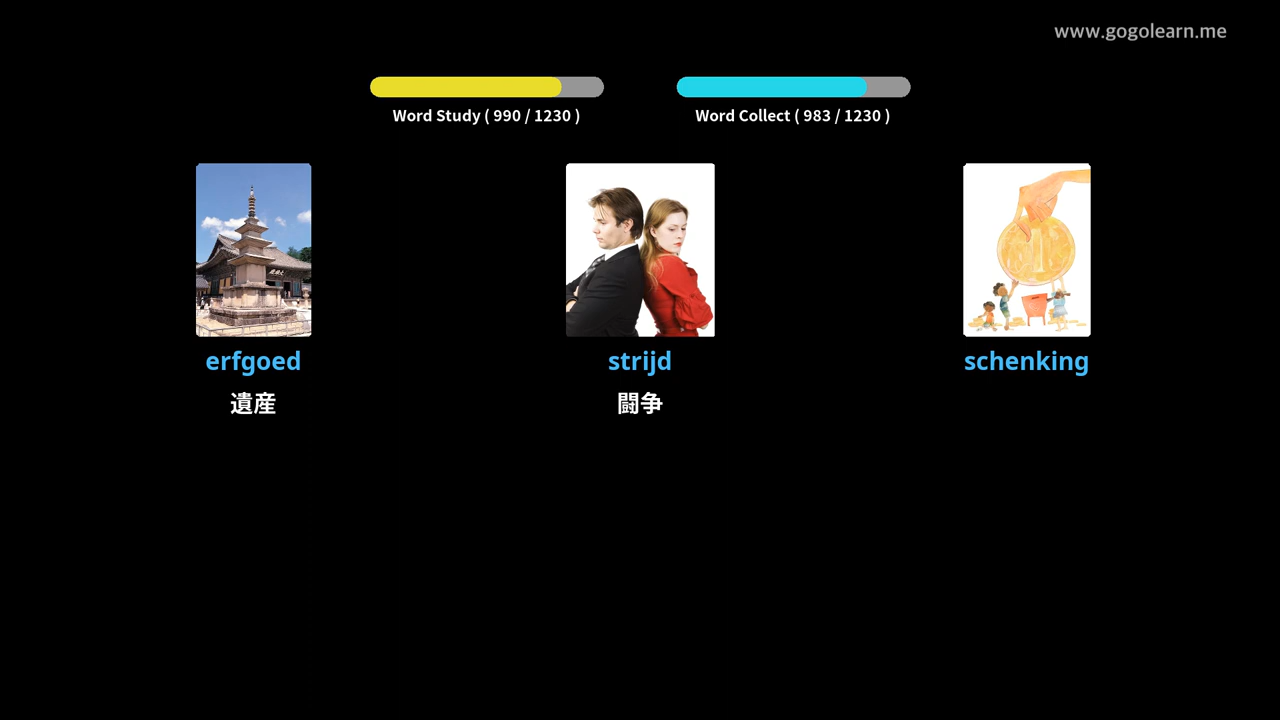 www.gogolearn.me
Word Study ( 990 / 1230 )
Word Collect ( 983 / 1230 )
erfgoed
strijd
schenking
遺産
闘争